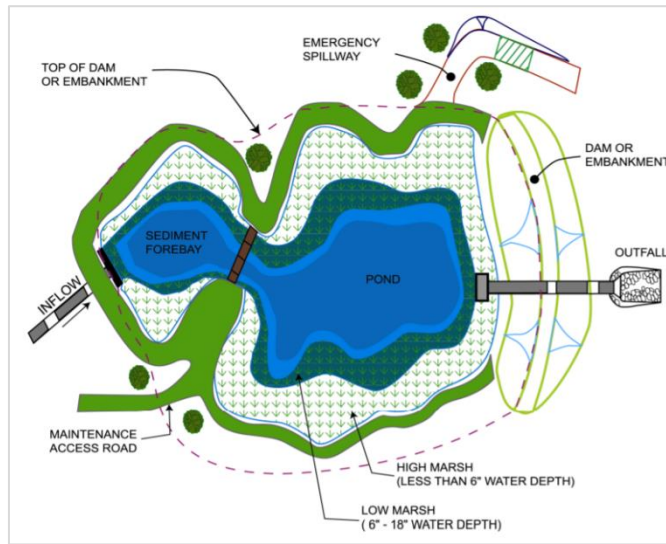 EMERGENCY
SPILLWAY
TOP OF DAM
OR EMBANKMENT
DAM OR
EMBANKMENT
SEDIMENT
FOREBAY
OUTFALL
POND
INFLOW
MAINTENANCE
ACCESS ROAD
HIGH MARSH
(LESS THAN 6" WATER DEPTH)
LOW MARSH
( 6" - 18" WATER DEPTH)